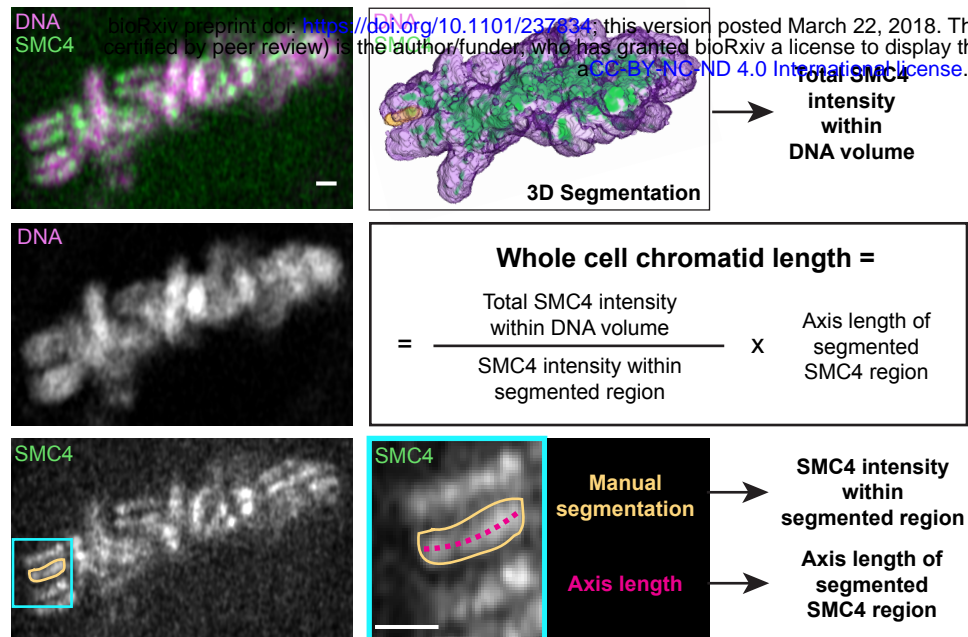 bioRxiv preprint doi: https://doi.org/10.1101/237834; this version posted March 22, 2018. Th
certified by peer review) is the author/funder, who has granted bioRxiv a license to display th
aCC-BY-NC-ND 4.0 International license.
DNA
SMC4
DNA
SMC4
3D Segmentation
Total SMC4
intensity
within
DNA volume
DNA
Whole cell chromatid length =
=
Total SMC4 intensity
within DNA volume
SMC4 intensity within
segmented region
x
Axis length of
segmented
SMC4 region
SMC4
SMC4
Manual
segmentation
SMC4 intensity
within
segmented region
Axis length
Axis length of
segmented
SMC4 region